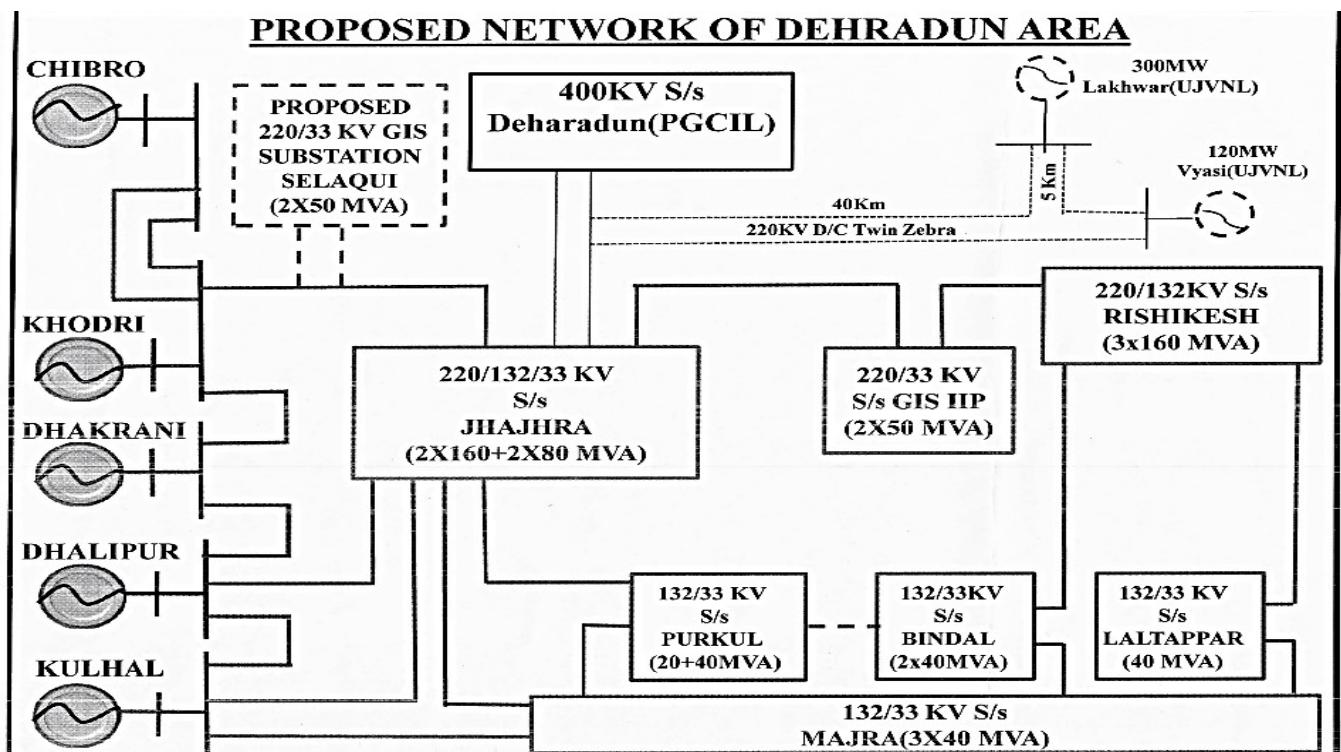 PROPOSED NETWORK OF DEHRADUN AREA
CHIBRO
PROPOSED
220/33 KV GIS
SUBSTATION
SELAQUI
(2X50 MVA)
400KV S/s
Deharadun(PGCIL)
300MW
Lakhwar(UJVNL)
120MW
Vyasi(UJVNL)
5 Km
40Km
220KV D/C Twin Zebra
KHODRI
220/132/33 KV
S/s
JHAJHRA
(2X160+2X80 MVA)
220/33 KV
S/s GIS IIP
(2X50 MVA)
220/132KV S/s
RISHIKESH
(3x160 MVA)
DHAKRANI
DHALIPUR
132/33 KV
S/s
PURKUL
(20+40MVA)
132/33KV
S/s
BINDAL
(2x40MVA)
132/33 KV
S/s
LALTAPPAR
(40 MVA)
KULHAL
132/33 KV S/s
MAJRA(3X40 MVA)